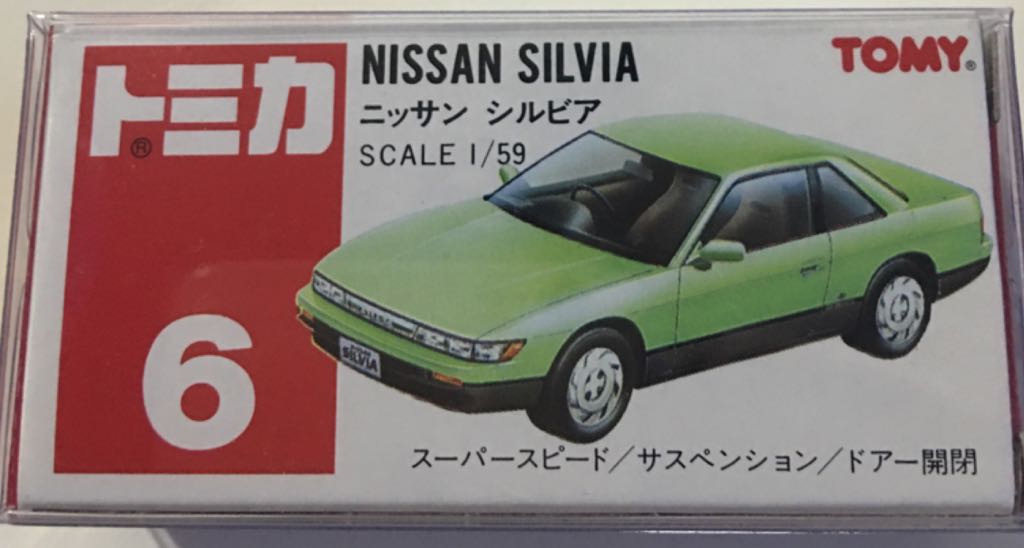 トミカ®
NISSAN SILVIA
ニッサン シルビア
SCALE 1/59
TOMY®
6
SILVIA
スーパースピード/サスペンション/ドアー開閉